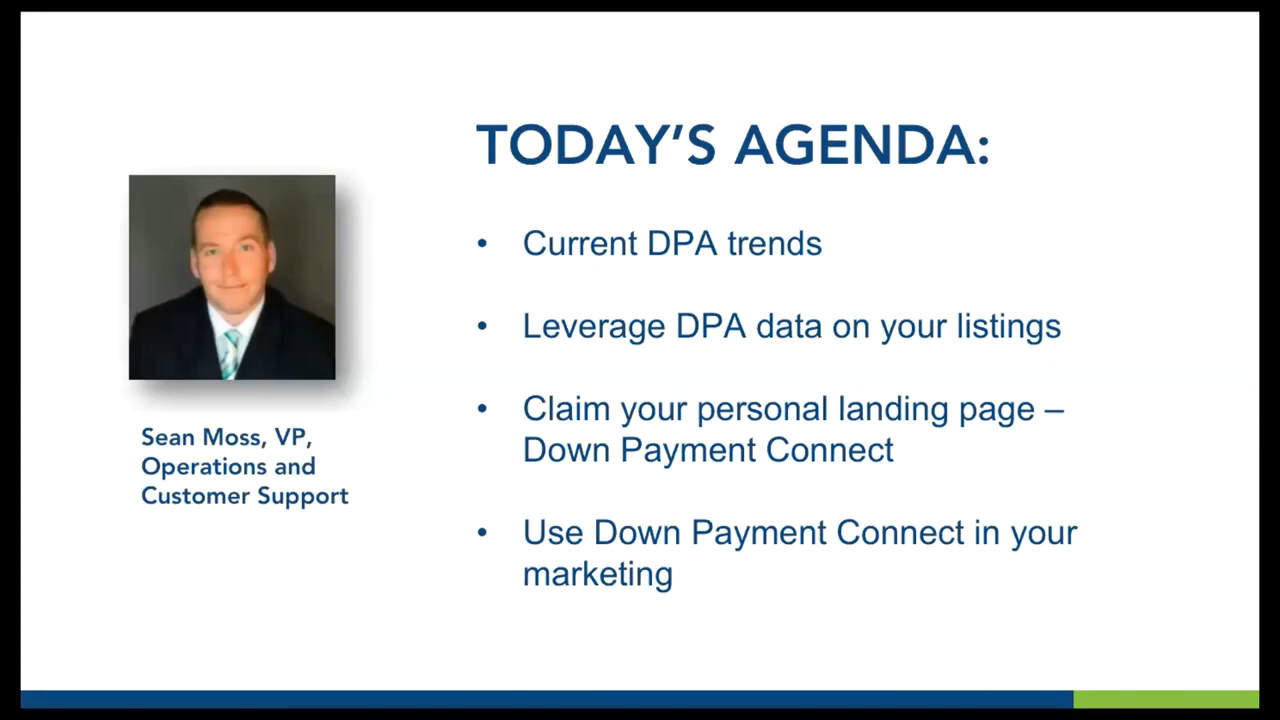 TODAY’S AGENDA:
• Current DPA trends
• Leverage DPA data on your listings
• Claim your personal landing page –
Down Payment Connect
• Use Down Payment Connect in your
marketing
Sean Moss, VP,
Operations and
Customer Support